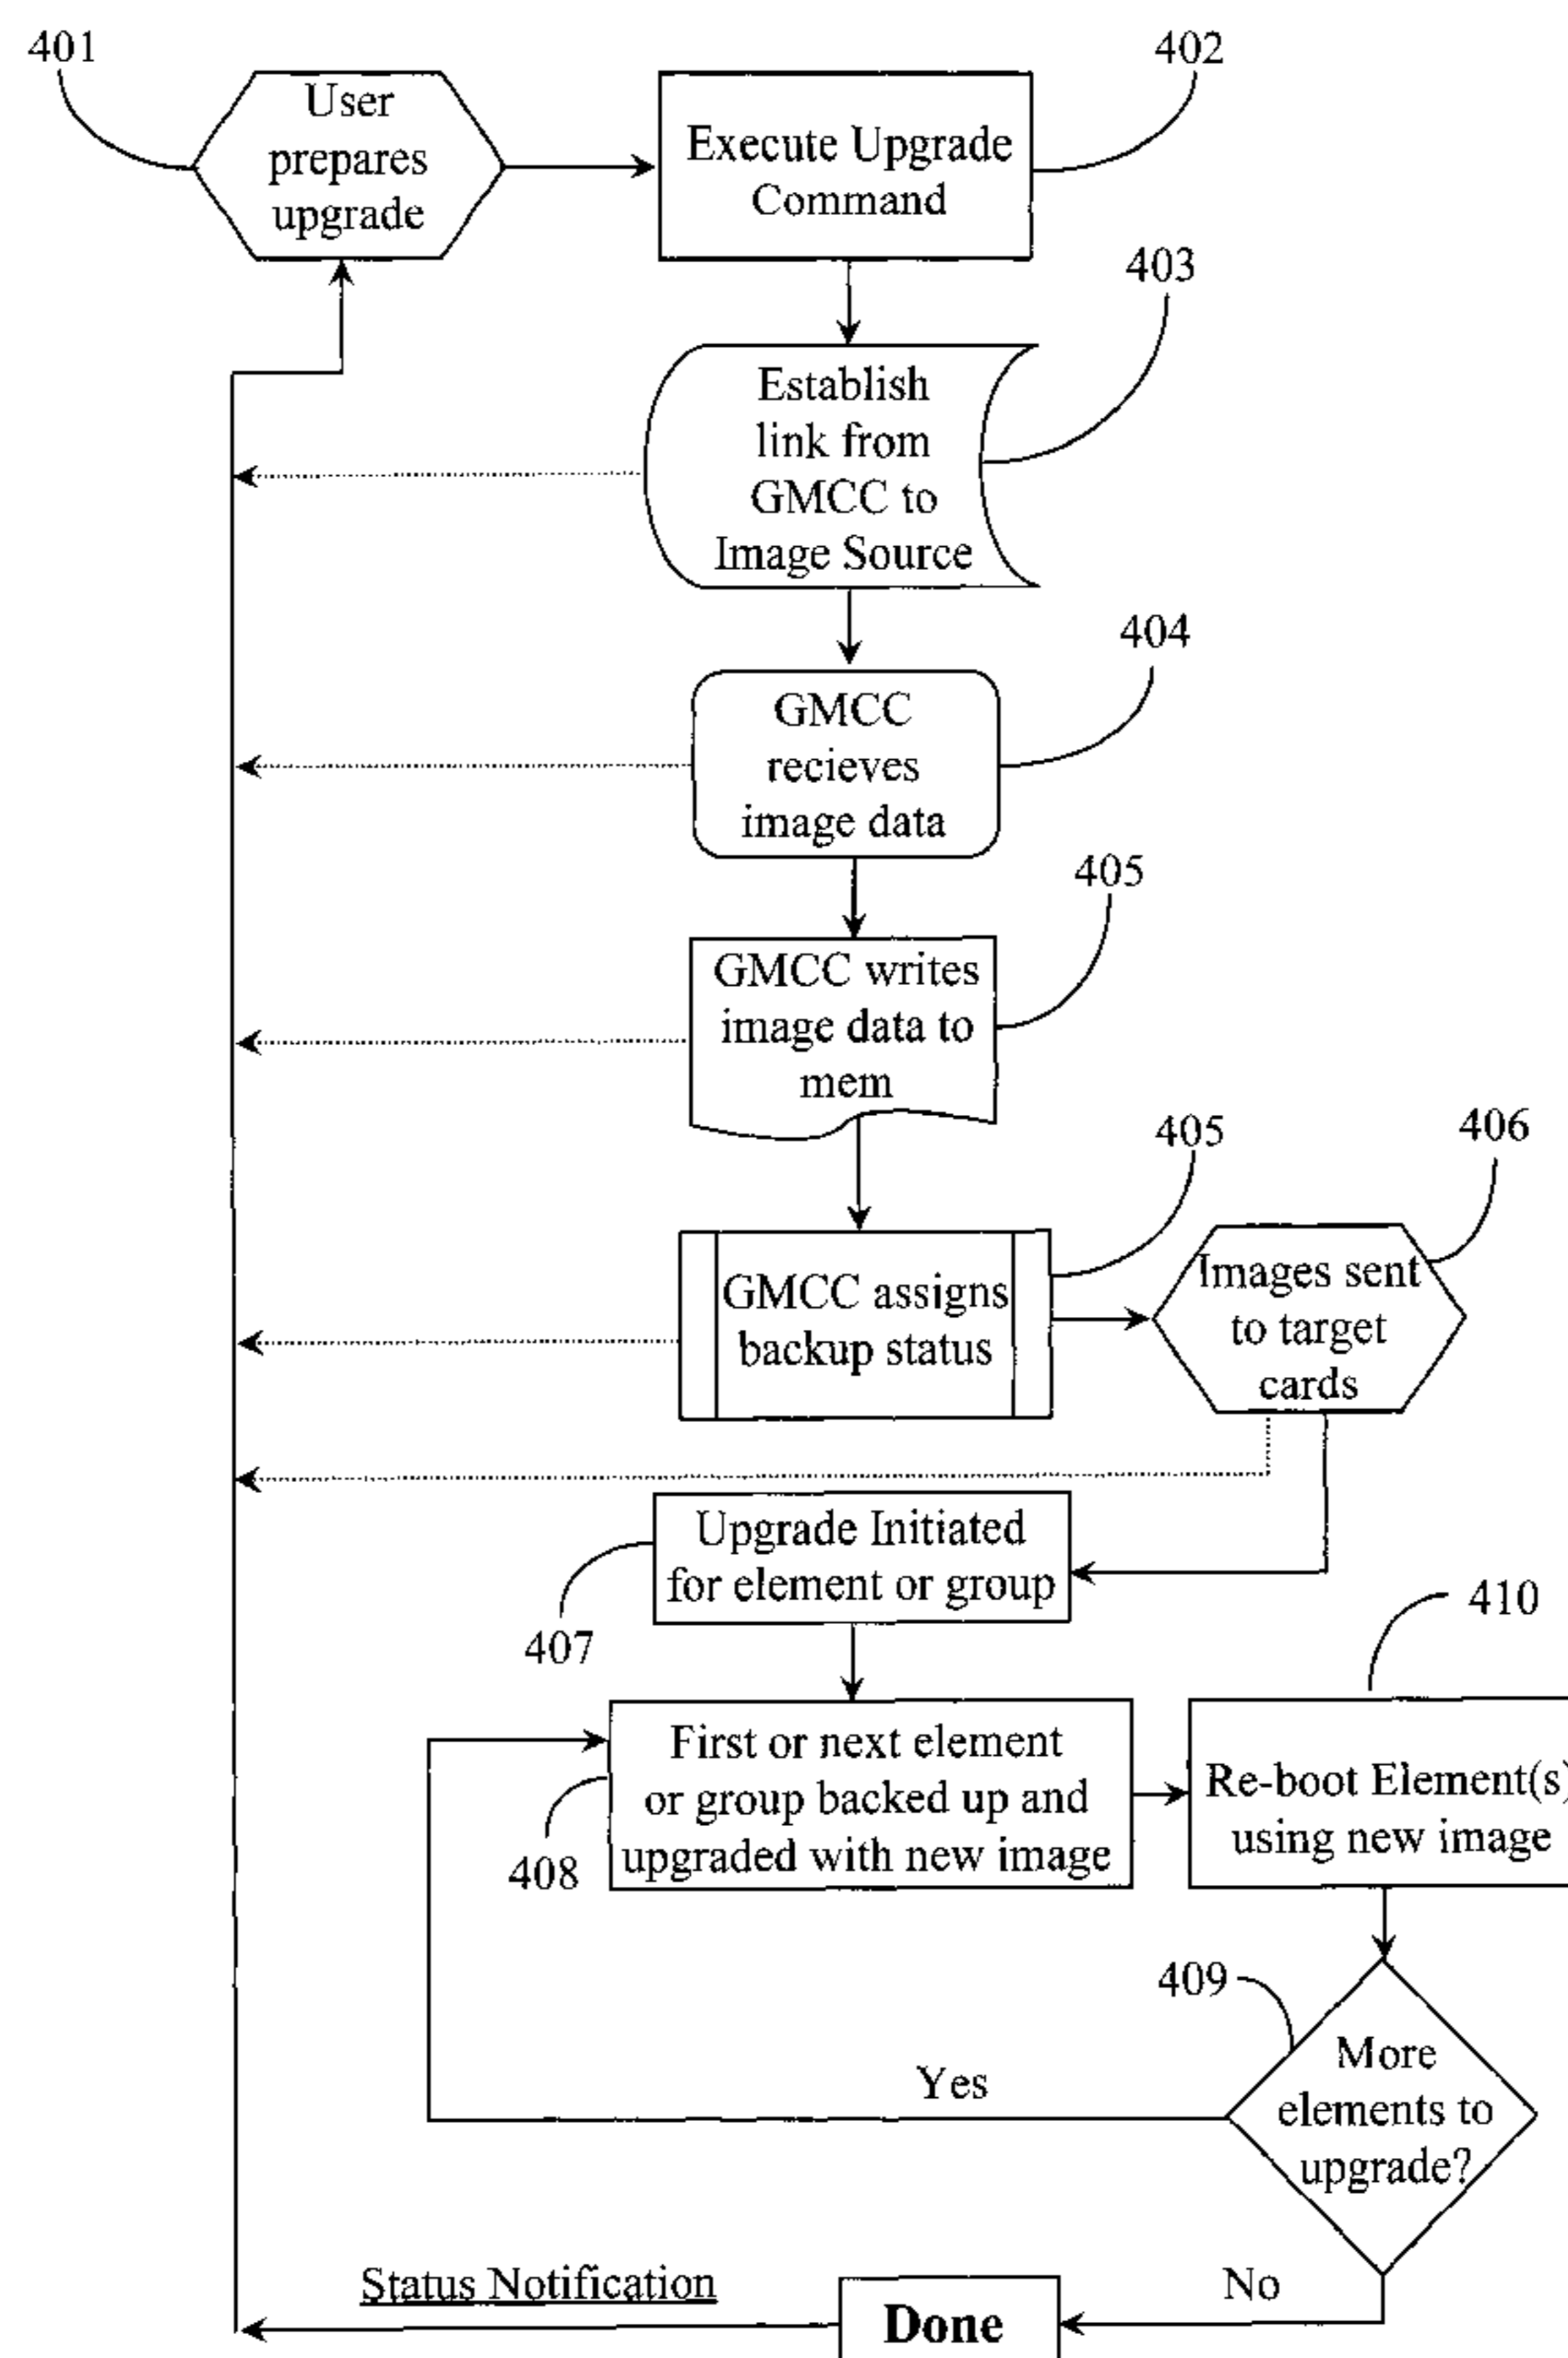 401
User
prepares
upgrade
Execute Upgrade
Command
402
403
Establish
link from
GMCC to
Image Source
404
GMCC
recieves
image data
405
GMCC writes
image data to
mem
405
406
GMCC assigns
backup status
Images sent
to target
cards
Upgrade Initiated
for element or group
407
410
First or next element
or group backed up and
upgraded with new image
408
Re-boot Element(s)
using new image
409
More
elements to
upgrade?
Yes
No
Status Notification
Done